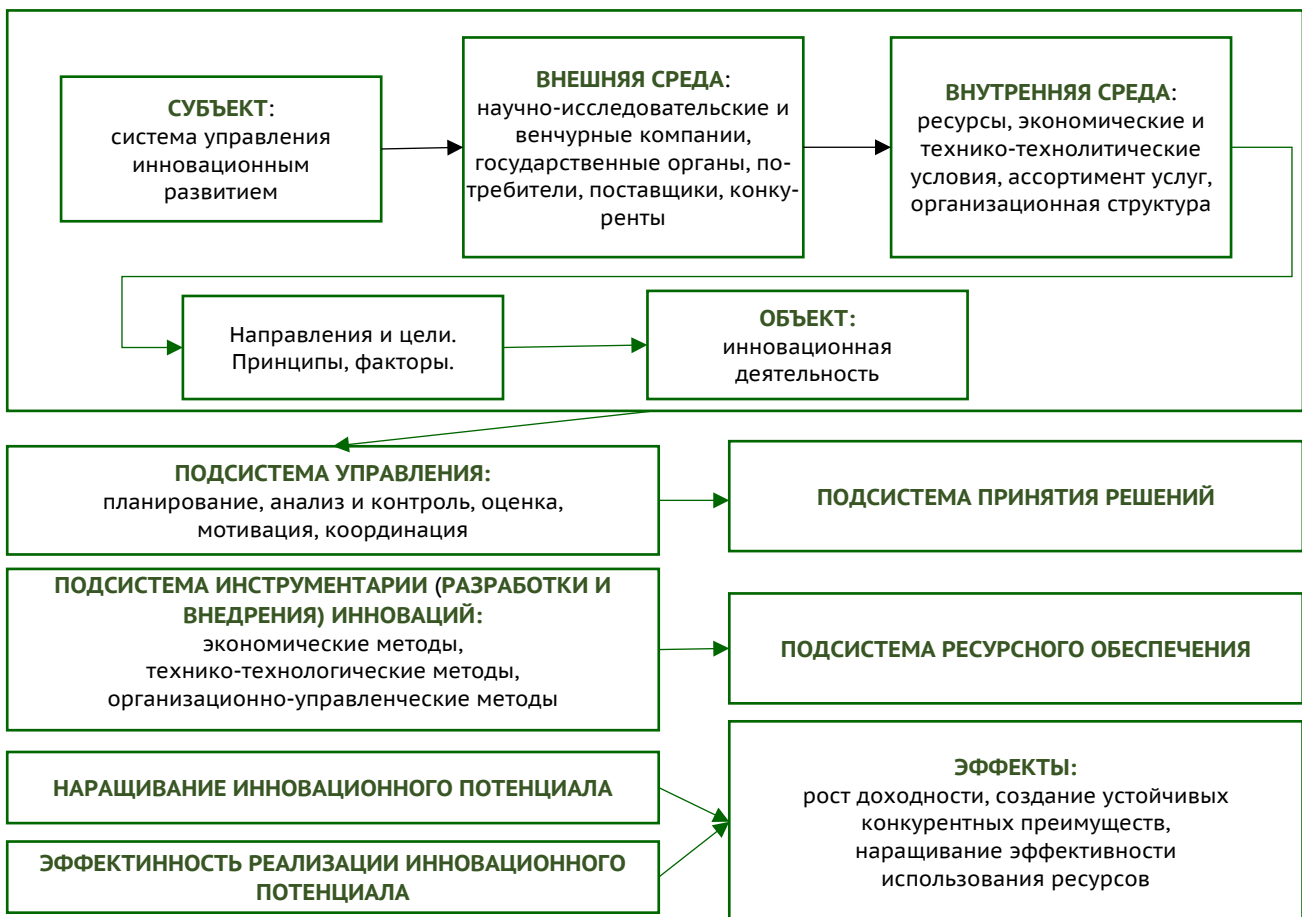 СУБЪЕКТ:
система управления
инновационным
развитием
ВНЕШНЯЯ СРЕДА:
научно-исследовательские и
венчурные компании,
государственные органы, по-
требители, поставщики, конку-
ренты
ВНУТРЕННЯЯ СРЕДА:
ресурсы, экономические и
технико-технолитические
условия, ассортимент услуг,
организационная структура
Направления и цели.
Принципы, факторы.
ОБЪЕКТ:
инновационная
деятельность
ПОДСИСТЕМА УПРАВЛЕНИЯ:
планирование, анализ и контроль, оценка,
мотивация, координация
ПОДСИСТЕМА ПРИНЯТИЯ РЕШЕНИЙ
ПОДСИСТЕМА ИНСТРУМЕНТАРИИ (РАЗРАБОТКИ И
ВНЕДРЕНИЯ) ИННОВАЦИЙ:
экономические методы,
технико-технологические методы,
организационно-управленческие методы
ПОДСИСТЕМА РЕСУРСНОГО ОБЕСПЕЧЕНИЯ
НАРАЩИВАНИЕ ИННОВАЦИОННОГО ПОТЕНЦИАЛА
ЭФФЕКТИННОСТЬ РЕАЛИЗАЦИИ ИННОВАЦИОННОГО
ПОТЕНЦИАЛА
ЭФФЕКТЫ:
рост доходности, создание устойчивых
конкурентных преимуществ,
наращивание эффективности
использования ресурсов